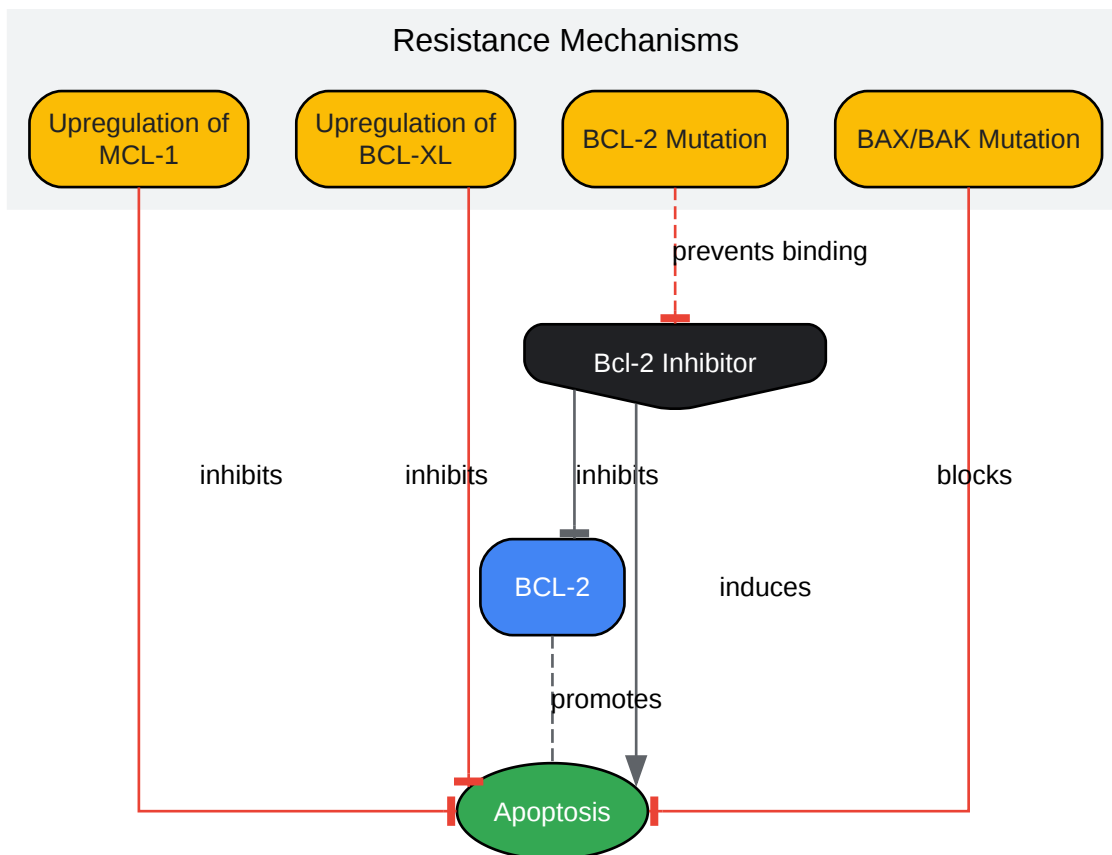 Resistance Mechanisms
Upregulation of
MCL-1
Upregulation of
BCL-XL
BCL-2 Mutation
BAX/BAK Mutation
prevents binding
Bcl-2 Inhibitor
inhibits
inhibits
inhibits
blocks
BCL-2
induces
promotes
Apoptosis